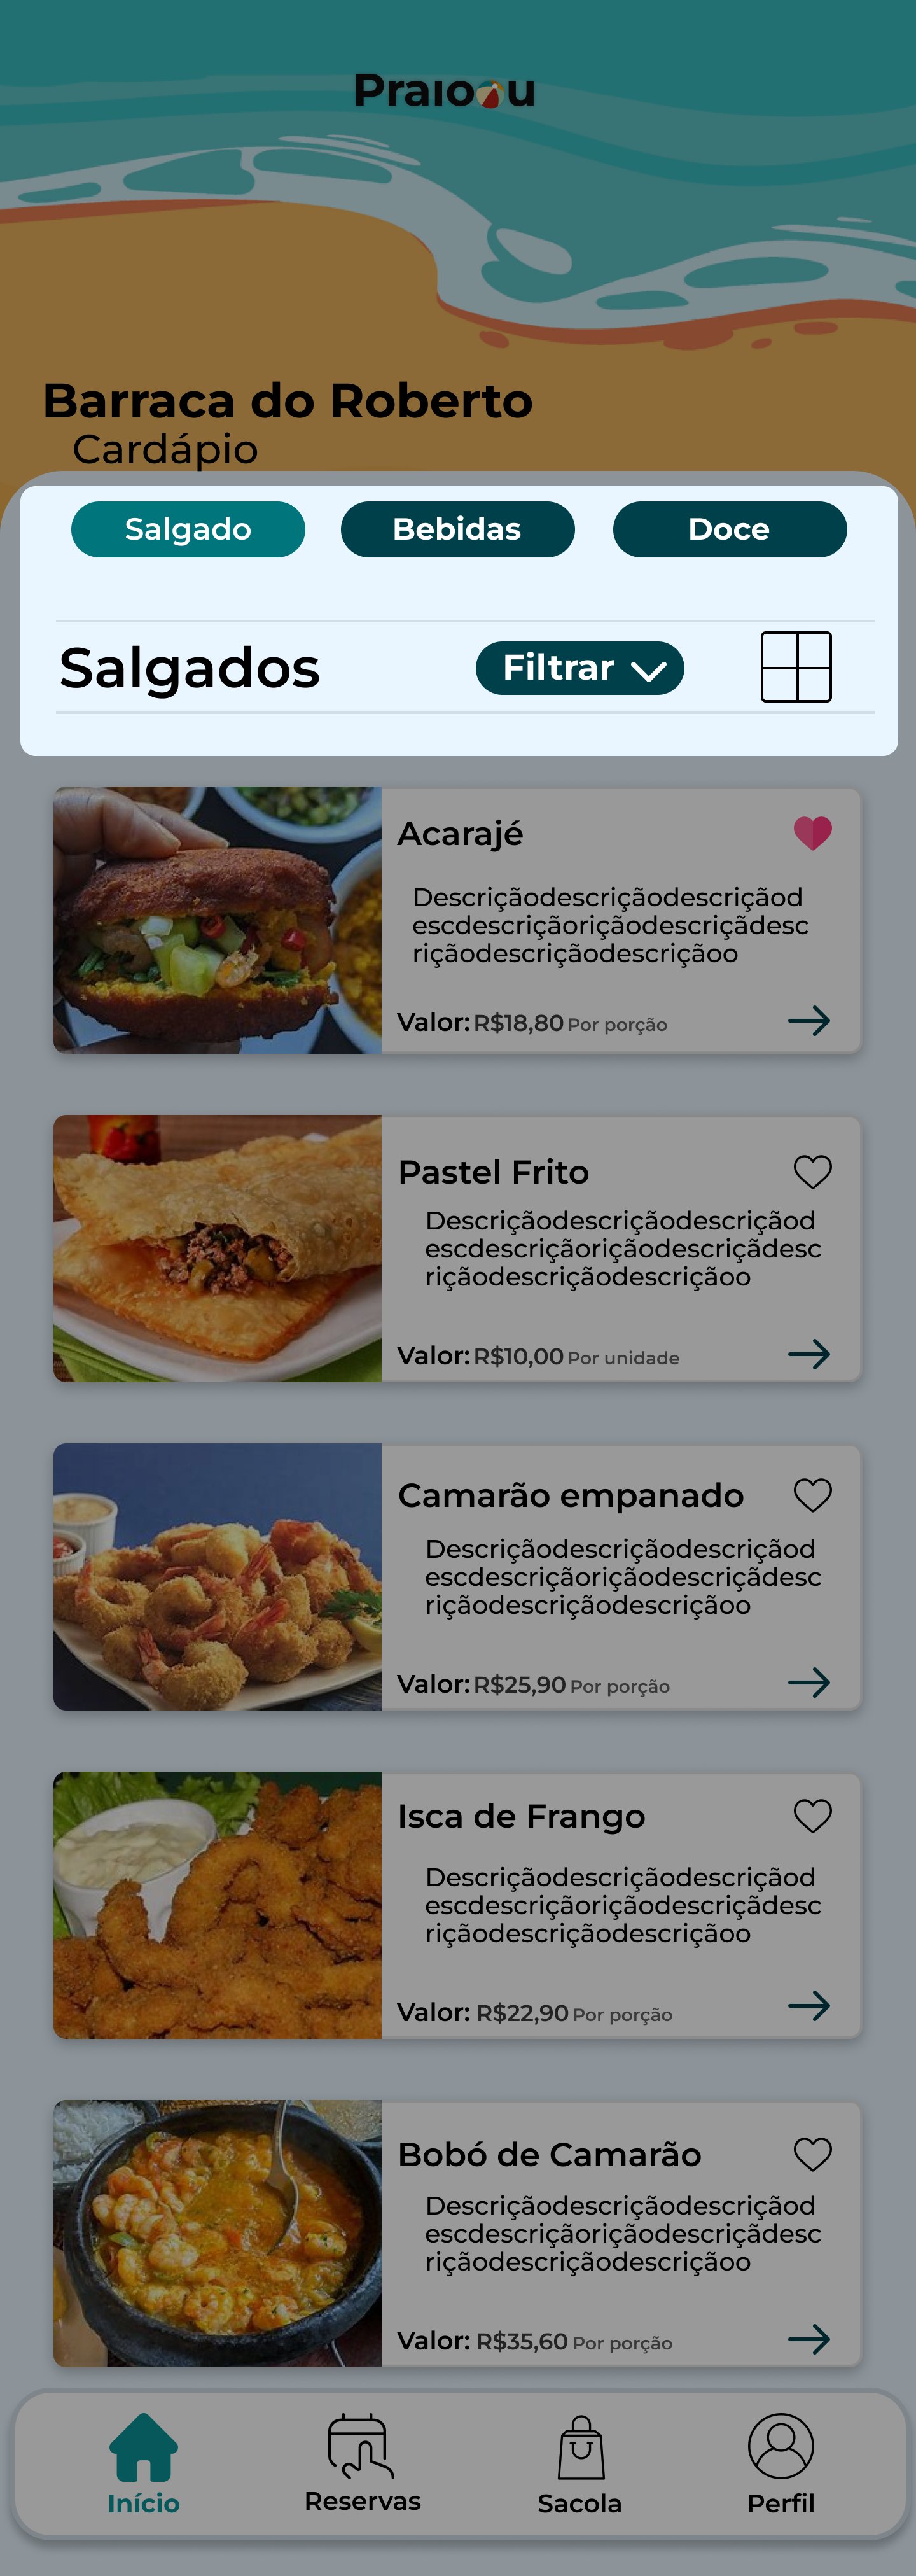 Praiou
Barraca do Roberto
Cardápio
Salgado
Bebidas
Doce
Salgados
Filtrar
Acarajé
Descriçãodescriçãodescriçãod
escdescriçãoriçãodescriçãdesc
riçãodescriçãodescriçãoo
Valor: R$18,80 Por porção
Pastel Frito
Descriçãodescriçãodescriçãod
escdescriçãoriçãodescriçãdesc
riçãodescriçãodescriçãoo
Valor: R$10,00 Por unidade
Camarão empanado
Descriçãodescriçãodescriçãod
escdescriçãoriçãodescriçãdesc
riçãodescriçãodescriçãoo
Valor: R$25,90 Por porção
Isca de Frango
Descriçãodescriçãodescriçãod
escdescriçãoriçãodescriçãdesc
riçãodescriçãodescriçãoo
Valor: R$22,90 Por porção
Bobó de Camarão
Descriçãodescriçãodescriçãod
escdescriçãoriçãodescriçãdesc
riçãodescriçãodescriçãoo
Valor: R$35,60 Por porção
Início
Reservas
Sacola
Perfil